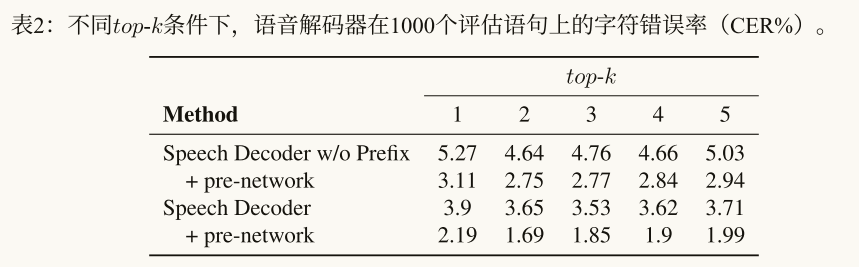 表2：不同top-k条件下，语音解码器在1000个评估语句上的字符错误率（CER%）。
top-k
Method 1 2 3 4 5
Speech Decoder w/o Prefix 5.27 4.64 4.76 4.66 5.03
+ pre-network 3.11 2.75 2.77 2.84 2.94
Speech Decoder 3.9 3.65 3.53 3.62 3.71
+ pre-network 2.19 1.69 1.85 1.9 1.99